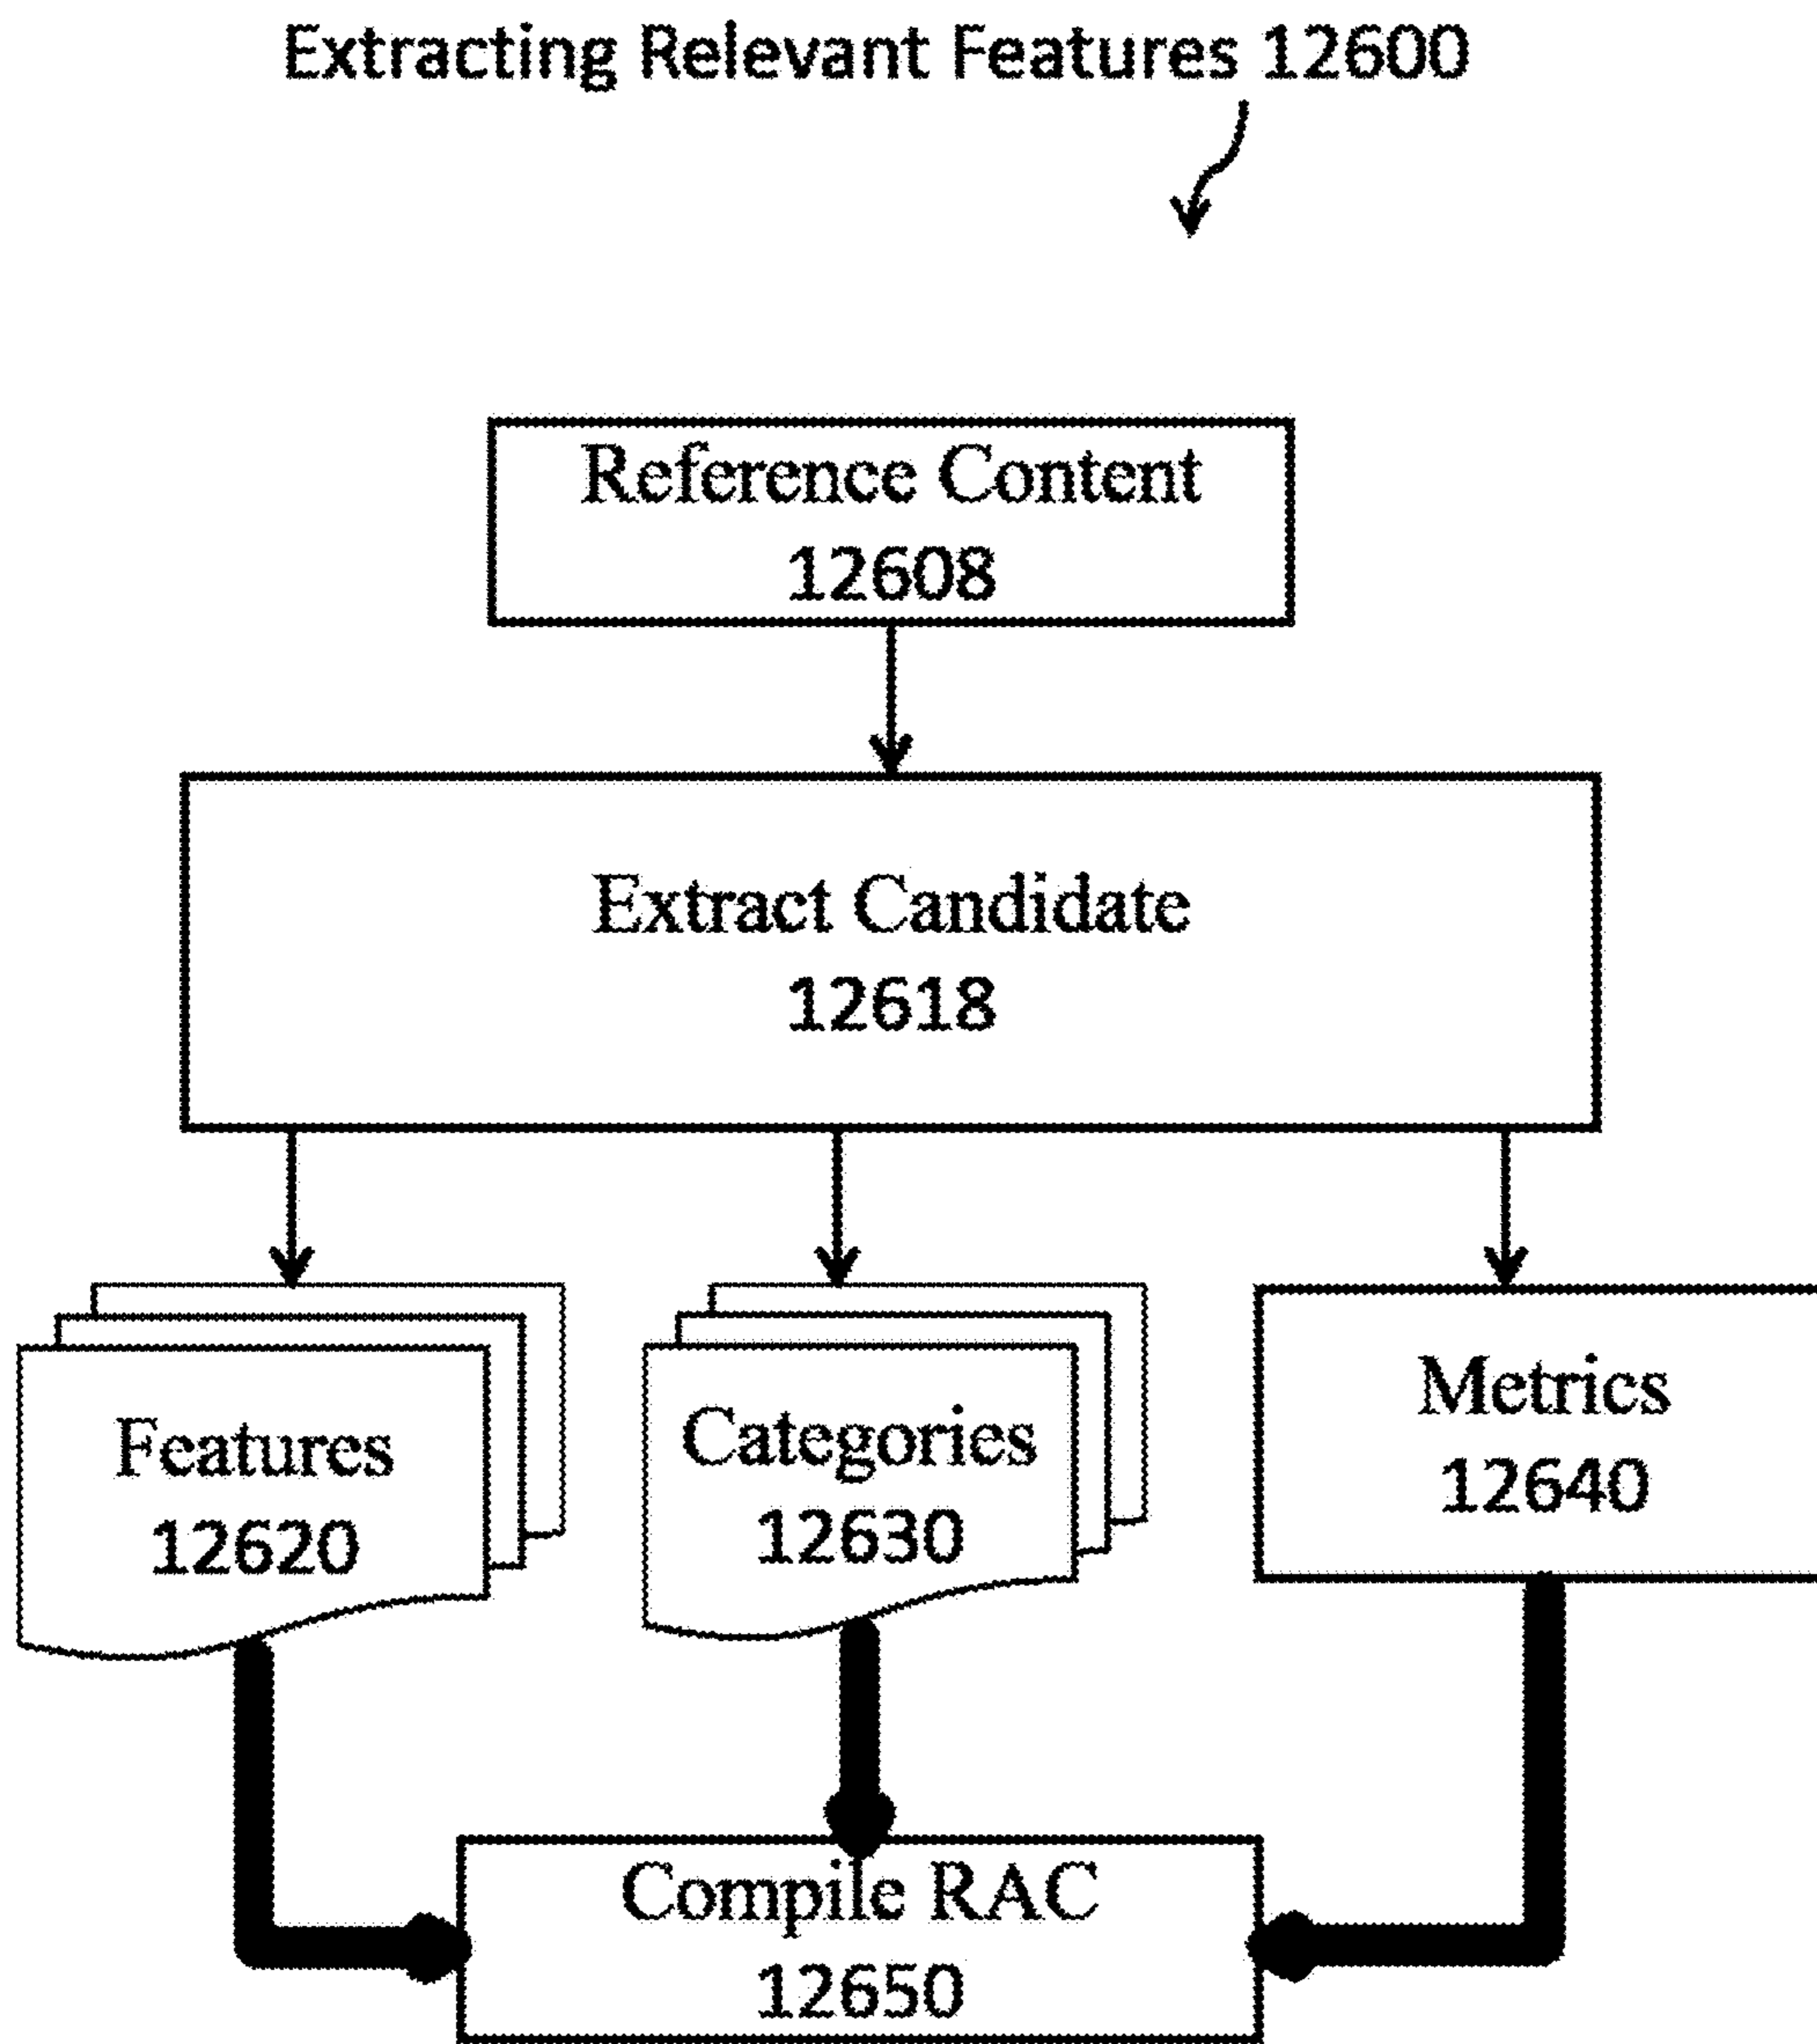 Extracting Relevant Features 12600
Reference Content
12608
Extract Candidate
12618
Features
12620
Categories
12630
Metrics
12640
Compile RAC
12650